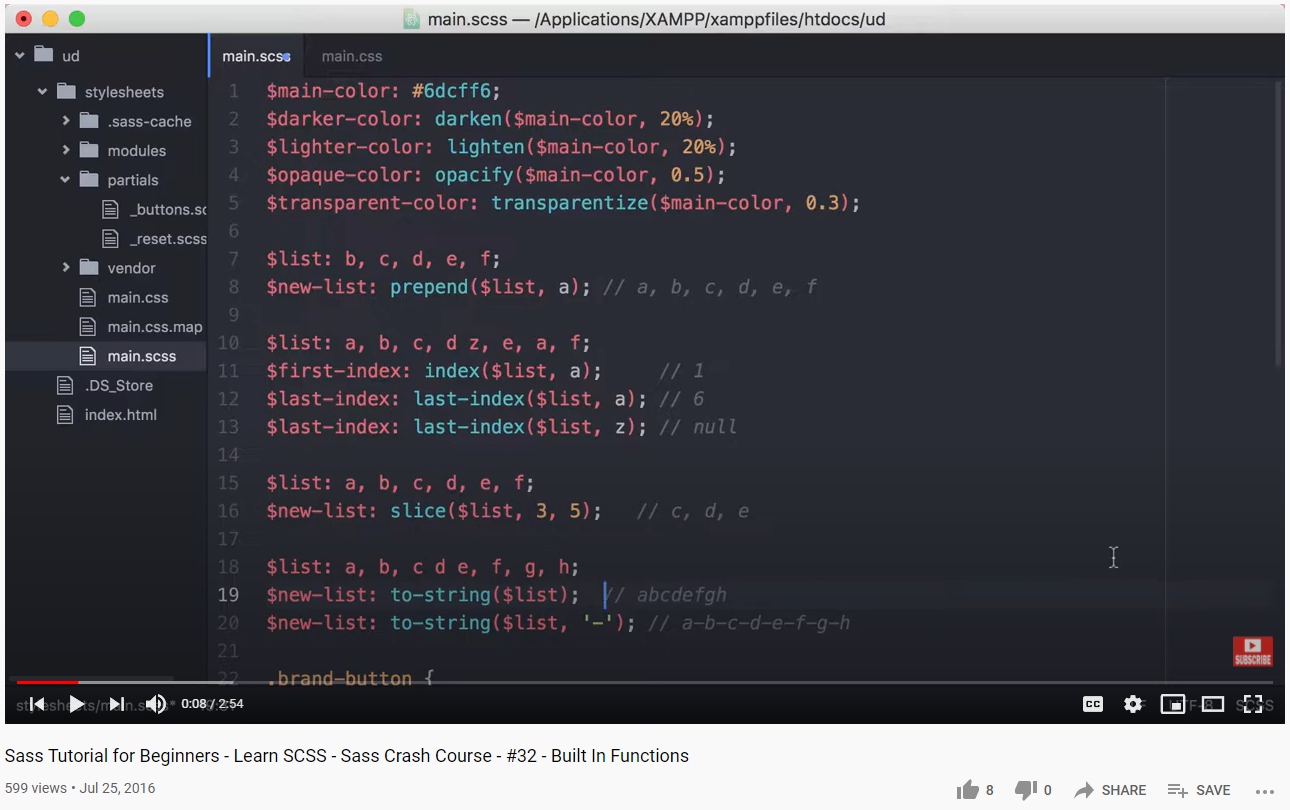 main.scss — /Applications/XAMPP/xamppfiles/htdocs/ud
ud
stylesheets
.sass-cache
modules
partials
_buttons.sc
_reset.scss
vendor
main.css
main.css.map
main.scss
.DS_Store
index.html
main.scss
main.css
1 $main-color: #6dcff6;
2 $darker-color: darken($main-color, 20%);
3 $lighter-color: lighten($main-color, 20%);
4 $opaque-color: opacify($main-color, 0.5);
5 $transparent-color: transparentize($main-color, 0.3);
6
7 $list: b, c, d, e, f;
8 $new-list: prepend($list, a); // a, b, c, d, e, f
9
10 $list: a, b, c, d z, e, a, f;
11 $first-index: index($list, a);     // 1
12 $last-index: last-index($list, a); // 6
13 $last-index: last-index($list, z); // null
14
15 $list: a, b, c, d, e, f;
16 $new-list: slice($list, 3, 5);   // c, d, e
17
18 $list: a, b, c d e, f, g, h;
19 $new-list: to-string($list);  // abcdefgh
20 $new-list: to-string($list, '-'); // a-b-c-d-e-f-g-h
21
22 .brand-button {
SUBSCRIBE
stylesheets/main.scss*
0:08 / 2:54
CC
UTF-8 SCSS
Sass Tutorial for Beginners - Learn SCSS - Sass Crash Course - #32 - Built In Functions
599 views • Jul 25, 2016
8 0 SHARE SAVE